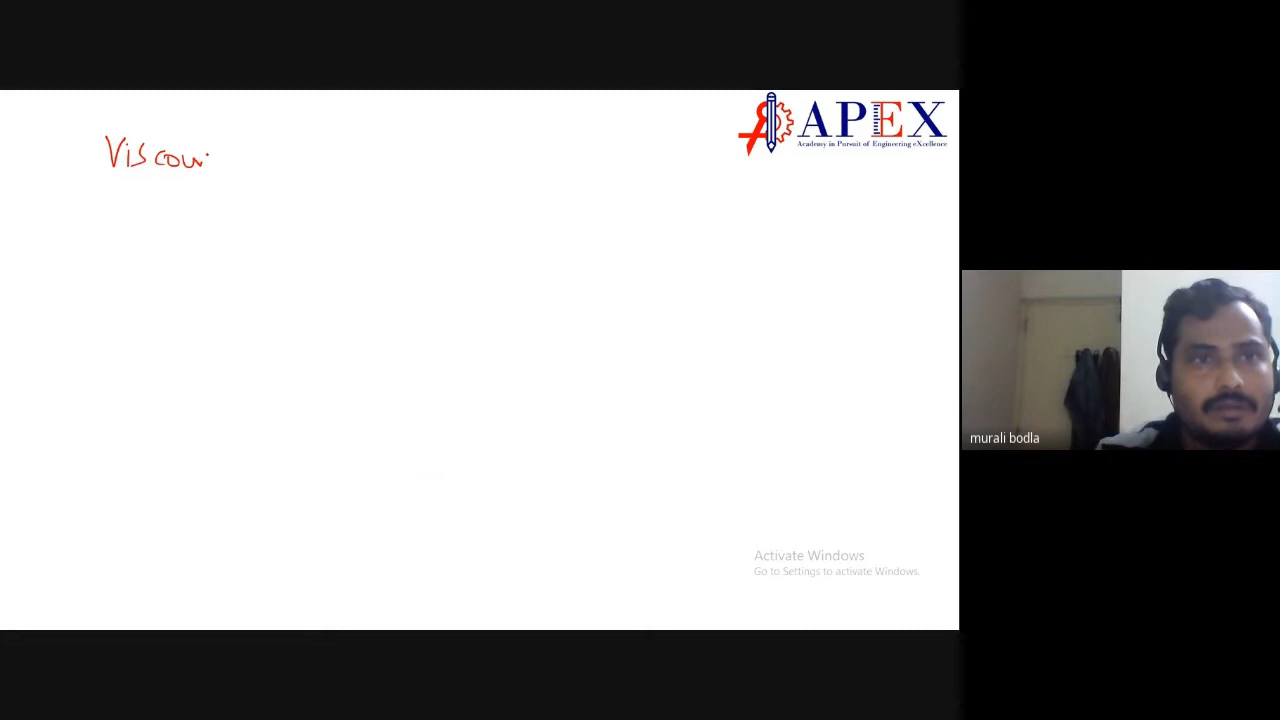 APEX
Academy in Pursuit of Engineering eXcellence
Viscou
Activate Windows
Go to Settings to activate Windows.
murali bodla